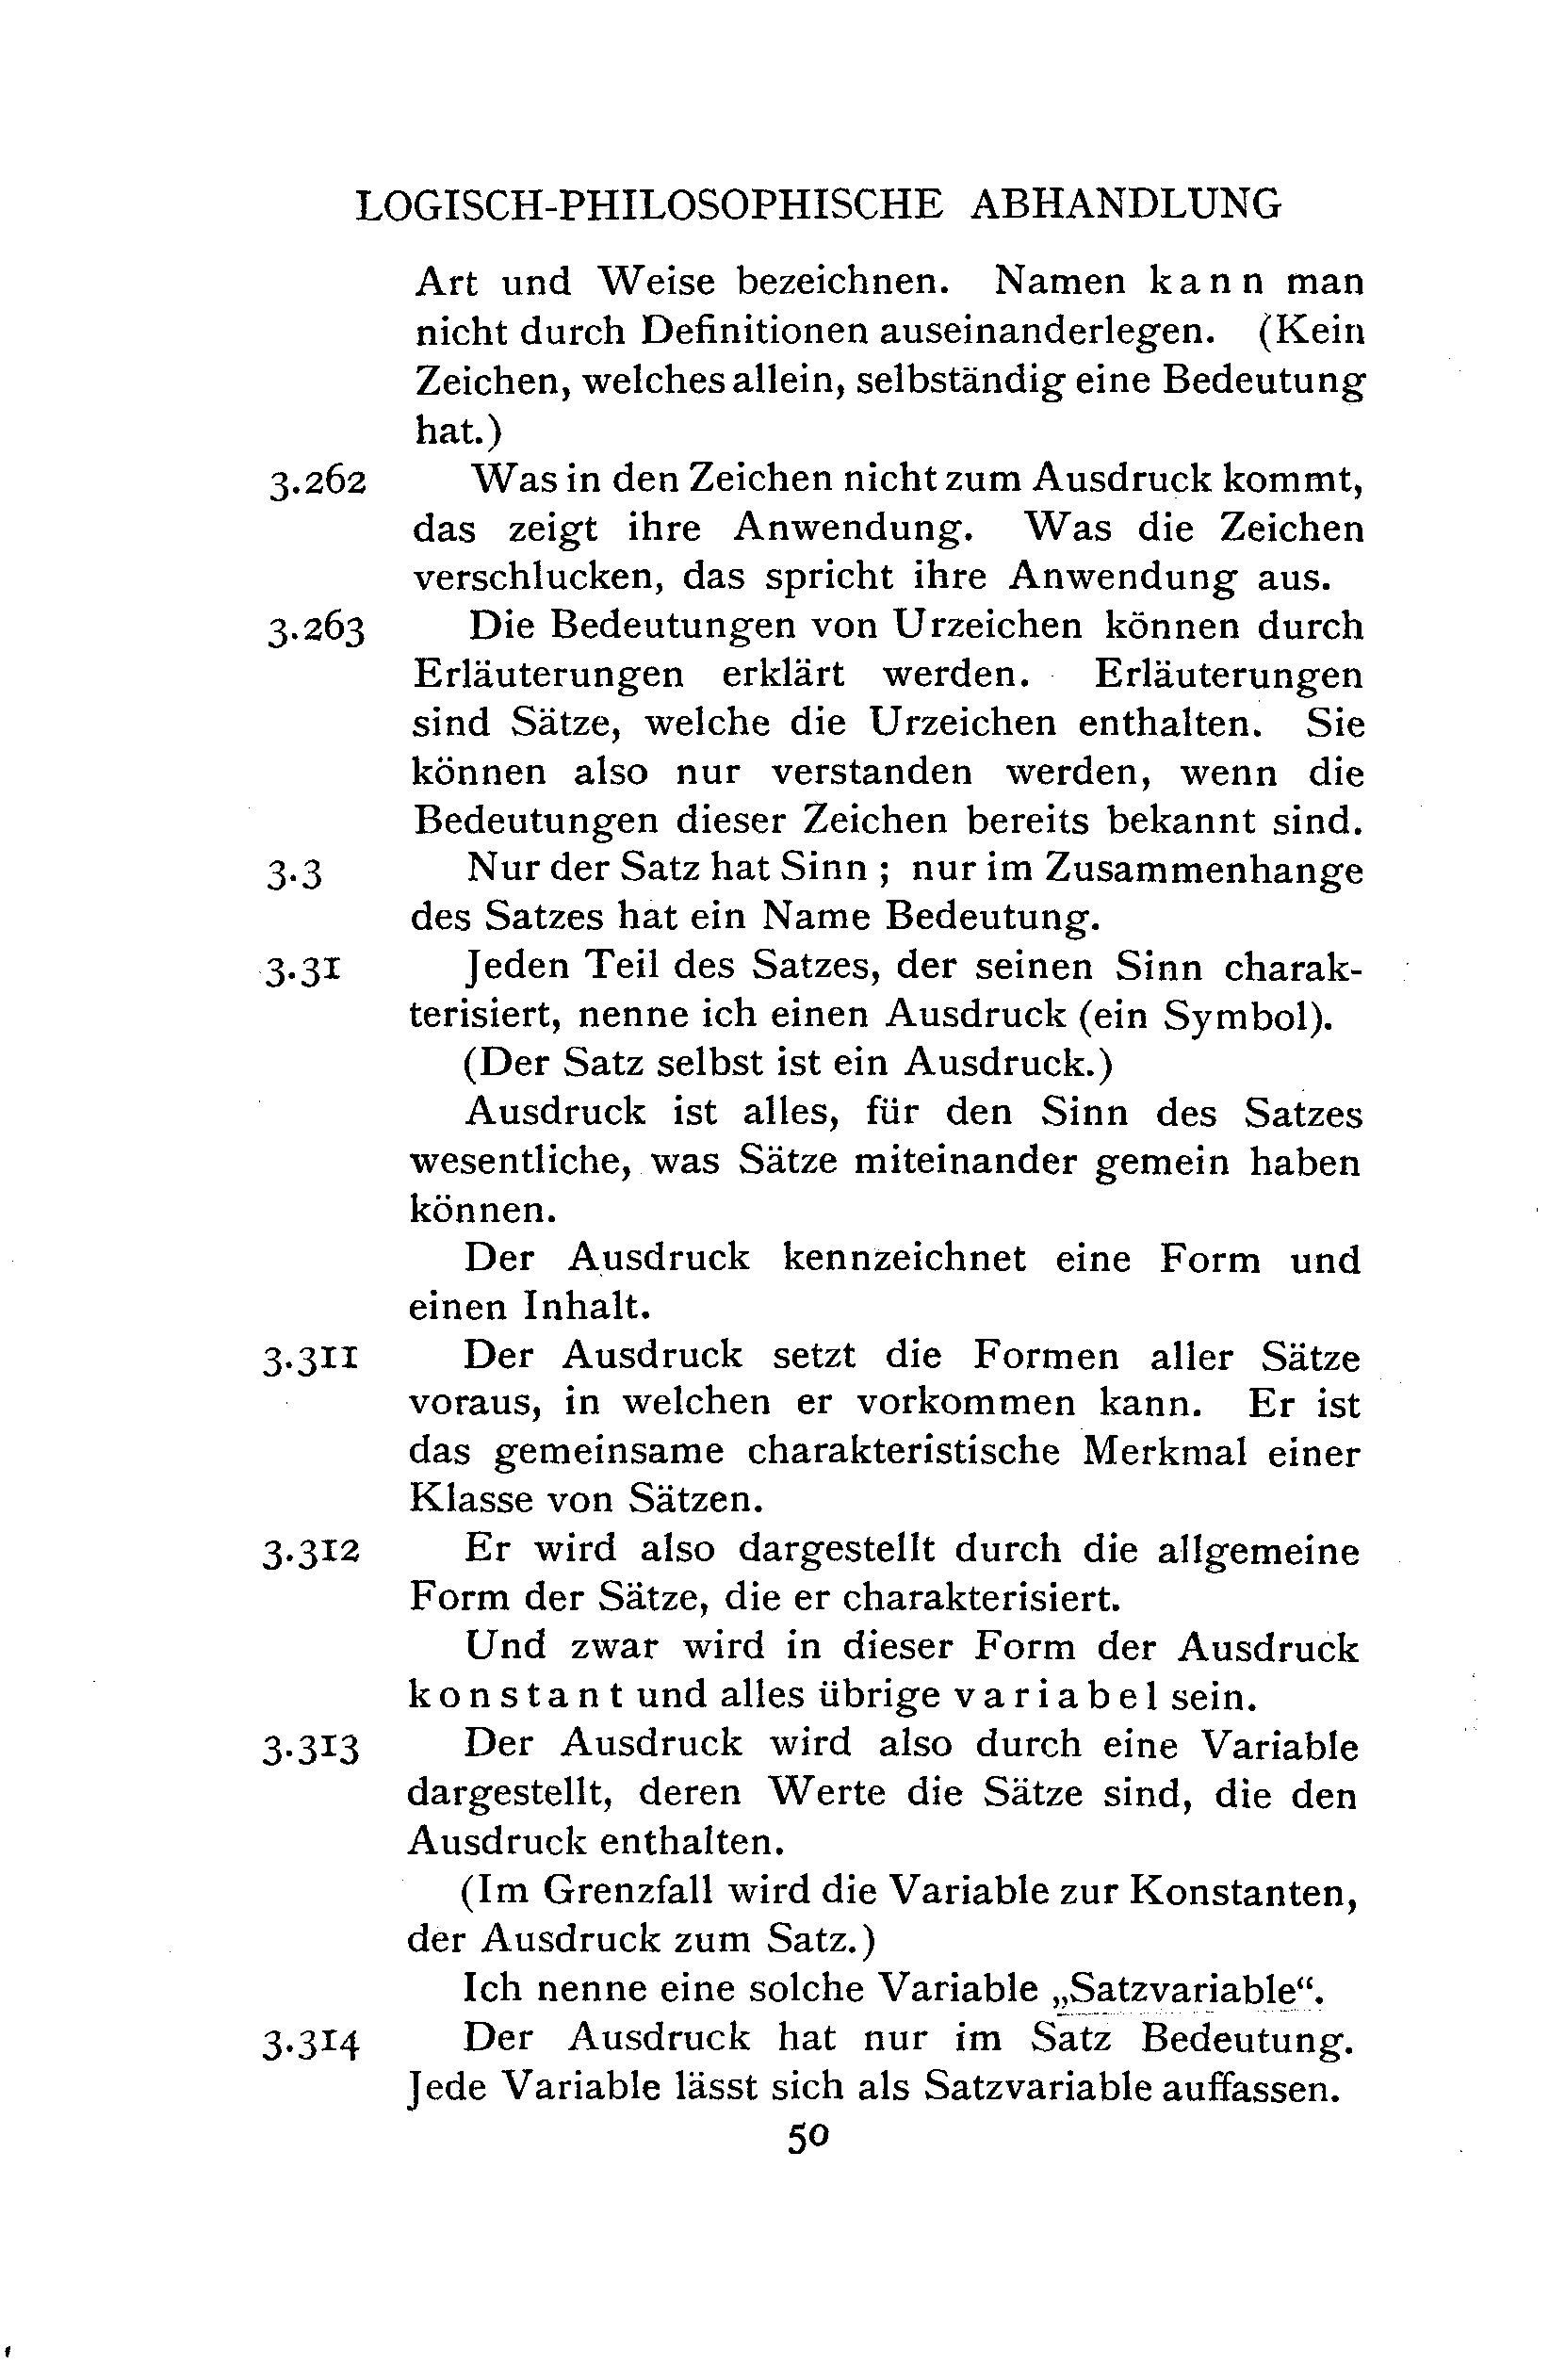 LOGISCH-PHILOSOPHISCHE ABHANDLUNG
Art und Weise bezeichnen. Namen kann man
nicht durch Definitionen auseinanderlegen. (Kein
Zeichen, welches allein, selbständig eine Bedeutung
hat.)
3.262 Was in den Zeichen nicht zum Ausdruck kommt,
das zeigt ihre Anwendung. Was die Zeichen
verschlucken, das spricht ihre Anwendung aus.
3.263 Die Bedeutungen von Urzeichen können durch
Erläuterungen erklärt werden. Erläuterungen
sind Sätze, welche die Urzeichen enthalten. Sie
können also nur verstanden werden, wenn die
Bedeutungen dieser Zeichen bereits bekannt sind.
3.3 Nur der Satz hat Sinn ; nur im Zusammenhange
des Satzes hat ein Name Bedeutung.
3.31 Jeden Teil des Satzes, der seinen Sinn charak-
terisiert, nenne ich einen Ausdruck (ein Symbol).
(Der Satz selbst ist ein Ausdruck.)
Ausdruck ist alles, für den Sinn des Satzes
wesentliche, was Sätze miteinander gemein haben
können.
Der Ausdruck kennzeichnet eine Form und
einen Inhalt.
3.311 Der Ausdruck setzt die Formen aller Sätze
voraus, in welchen er vorkommen kann. Er ist
das gemeinsame charakteristische Merkmal einer
Klasse von Sätzen.
3.312 Er wird also dargestellt durch die allgemeine
Form der Sätze, die er charakterisiert.
Und zwar wird in dieser Form der Ausdruck
konstant und alles übrige variabel sein.
3.313 Der Ausdruck wird also durch eine Variable
dargestellt, deren Werte die Sätze sind, die den
Ausdruck enthalten.
(Im Grenzfall wird die Variable zur Konstanten,
der Ausdruck zum Satz.)
Ich nenne eine solche Variable „Satzvariable“.
3.314 Der Ausdruck hat nur im Satz Bedeutung.
Jede Variable lässt sich als Satzvariable auffassen.
50